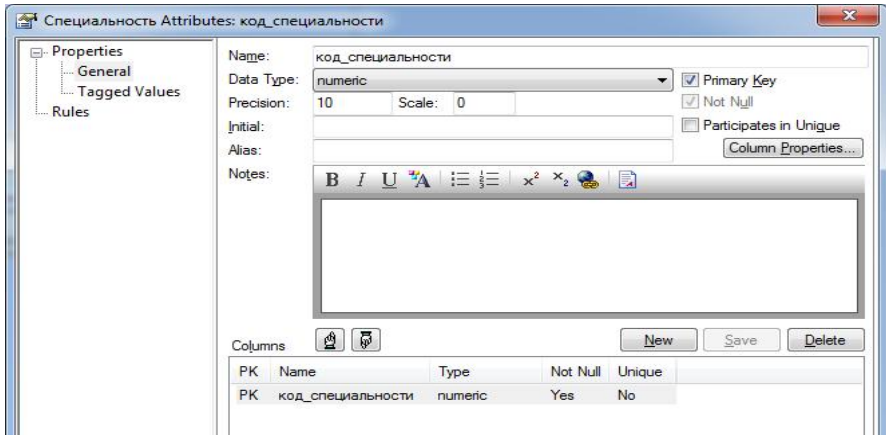 Специальность Attributes: код_специальности
Properties
General
Tagged Values
Rules
Name: код_специальности
Data Type: numeric Primary Key
Precision: 10 Scale: 0 Not Null
Initial: Participates in Unique
Alias: Column Properties...
Notes: B I U A x² ×₂
Columns New Save Delete
PK Name Type Not Null Unique
PK код_специальности numeric Yes No